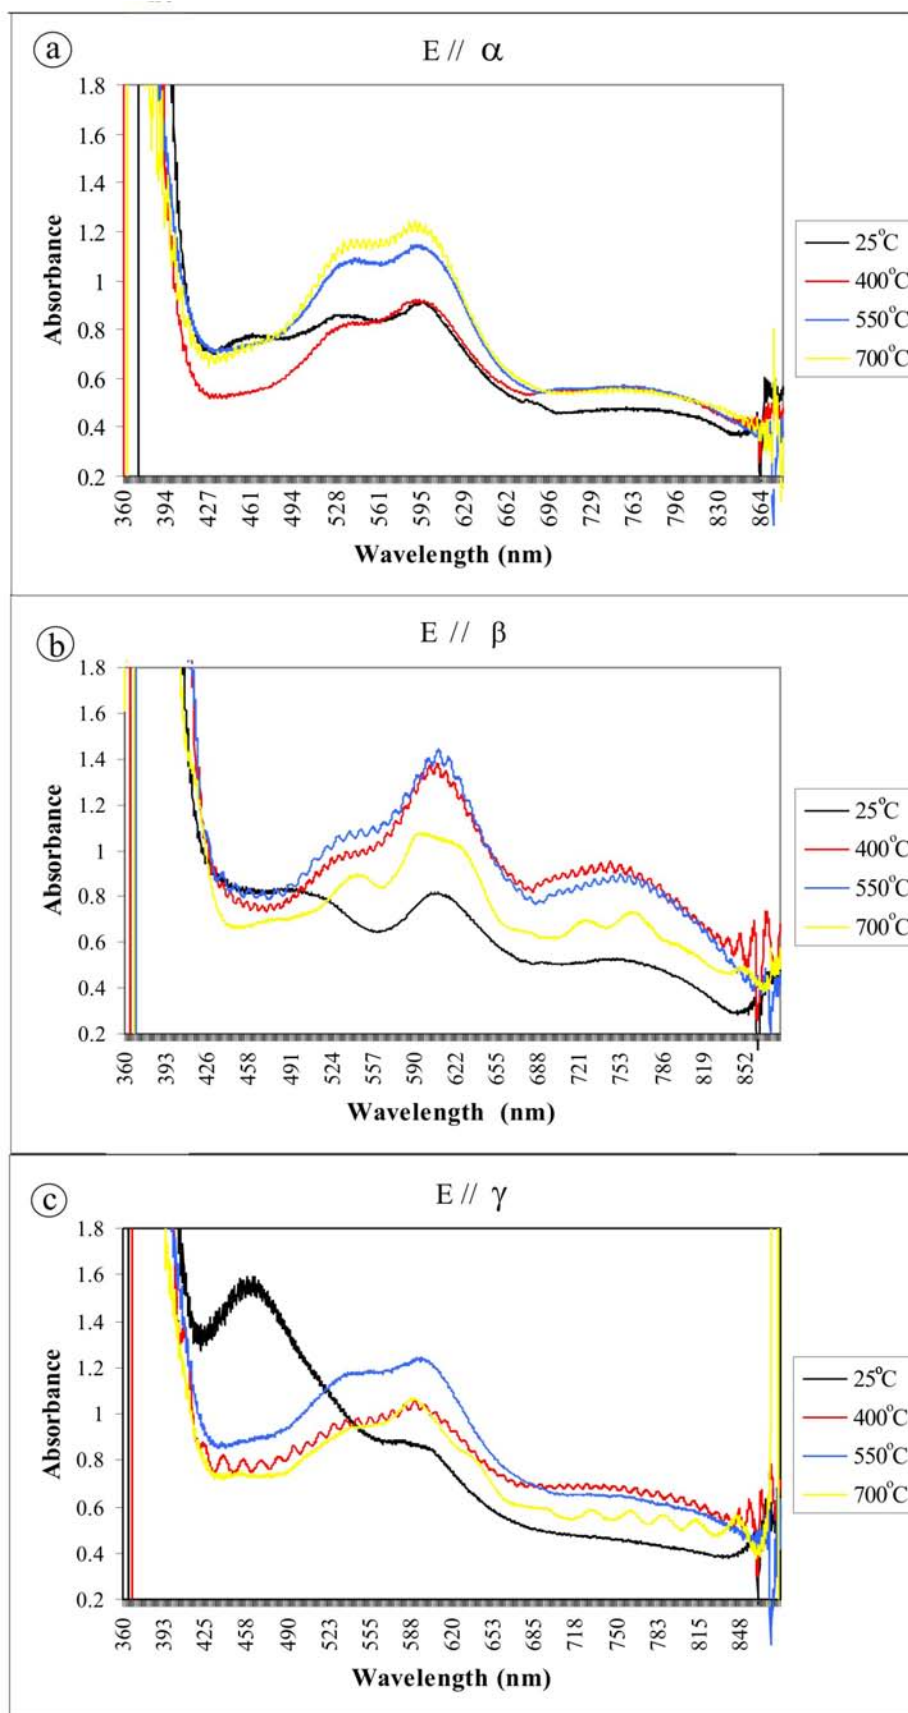 a
E // α
1.8
1.6
1.4
1.2
1
0.8
0.6
0.4
0.2
Absorbance
360 394 427 461 494 528 561 595 629 662 696 729 763 796 830 864
Wavelength (nm)
25°C
400°C
550°C
700°C
b
E // β
1.8
1.6
1.4
1.2
1
0.8
0.6
0.4
0.2
Absorbance
360 393 426 458 491 524 557 590 622 655 688 721 753 786 819 852
Wavelength (nm)
25°C
400°C
550°C
700°C
c
E // γ
1.8
1.6
1.4
1.2
1
0.8
0.6
0.4
0.2
Absorbance
360 393 425 458 490 523 555 588 620 653 685 718 750 783 815 848
Wavelength (nm)
25°C
400°C
550°C
700°C